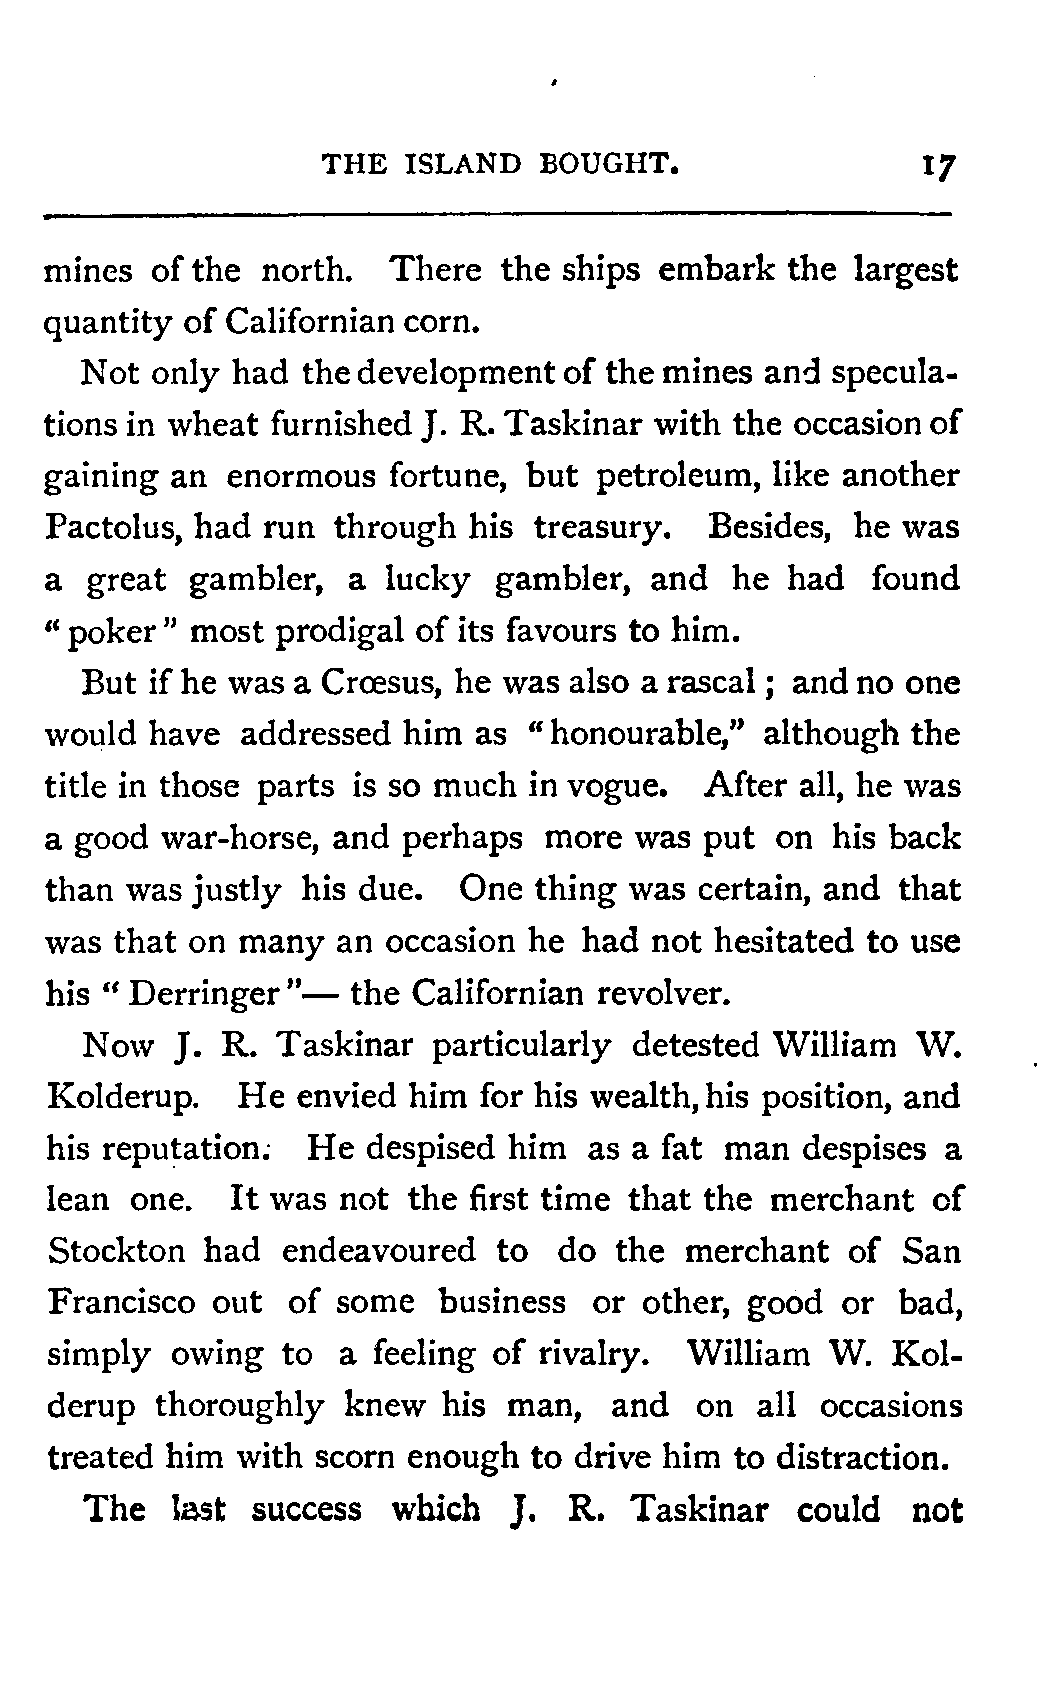 THE ISLAND BOUGHT. 17
mines of the north. There the ships embark the largest
quantity of Californian corn.
Not only had the development of the mines and specula-
tions in wheat furnished J. R. Taskinar with the occasion of
gaining an enormous fortune, but petroleum, like another
Pactolus, had run through his treasury. Besides, he was
a great gambler, a lucky gambler, and he had found
“ poker ” most prodigal of its favours to him.
But if he was a Crœsus, he was also a rascal ; and no one
would have addressed him as “ honourable,” although the
title in those parts is so much in vogue. After all, he was
a good war-horse, and perhaps more was put on his back
than was justly his due. One thing was certain, and that
was that on many an occasion he had not hesitated to use
his “ Derringer ”— the Californian revolver.
Now J. R. Taskinar particularly detested William W.
Kolderup. He envied him for his wealth, his position, and
his reputation. He despised him as a fat man despises a
lean one. It was not the first time that the merchant of
Stockton had endeavoured to do the merchant of San
Francisco out of some business or other, good or bad,
simply owing to a feeling of rivalry. William W. Kol-
derup thoroughly knew his man, and on all occasions
treated him with scorn enough to drive him to distraction.
The last success which J. R. Taskinar could not